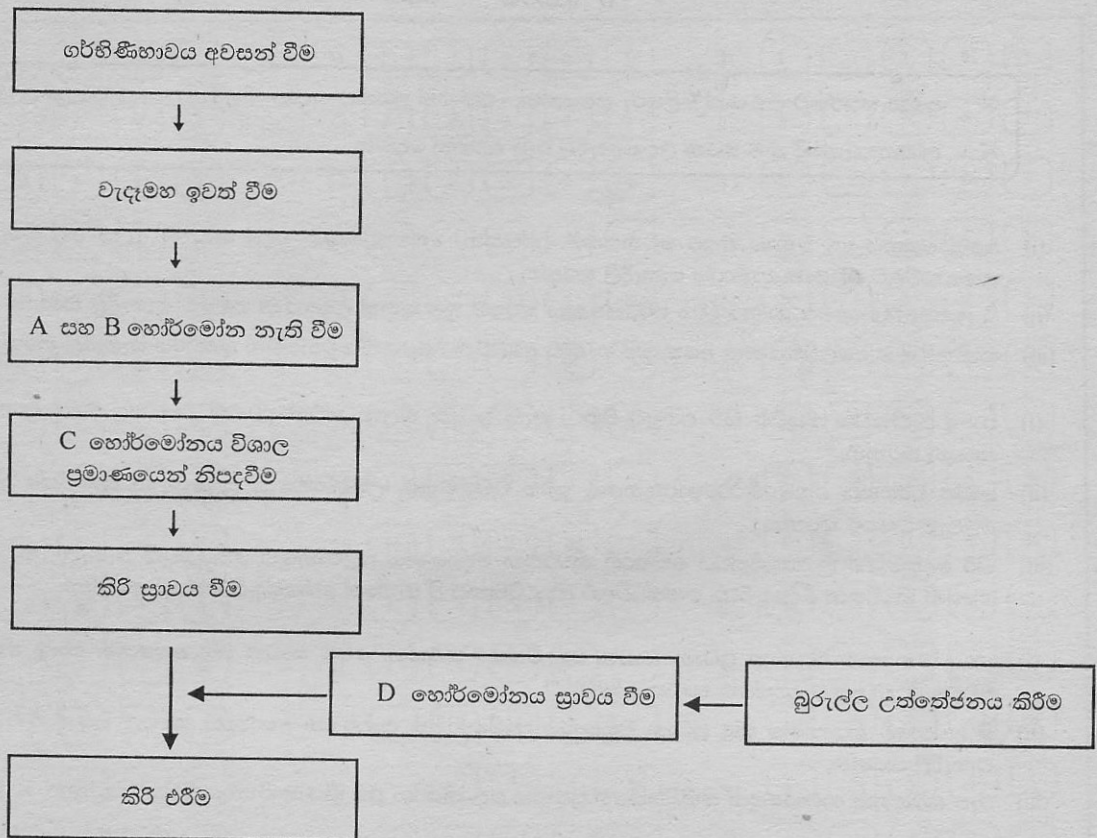 ගර්භිණීභාවය අවසන් වීම
වැදෑමහ ඉවත් වීම
A සහ B හෝර්මෝන නැති වීම
C හෝර්මෝනය විශාල
ප්‍රමාණයෙන් නිපදවීම
කිරි ස්‍රාවය වීම
D හෝර්මෝනය ස්‍රාවය වීම
බුරුල්ල උත්තේජනය කිරීම
කිරි එරීම